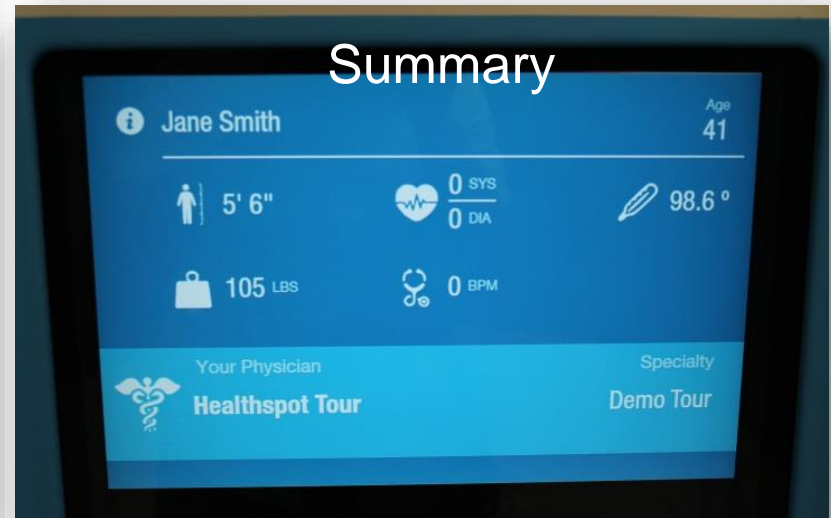 Summary
Jane Smith
Age
41
5' 6"
0 SYS
0 DIA
98.6 º
105 LBS
0 BPM
Your Physician
Specialty
Healthspot Tour
Demo Tour